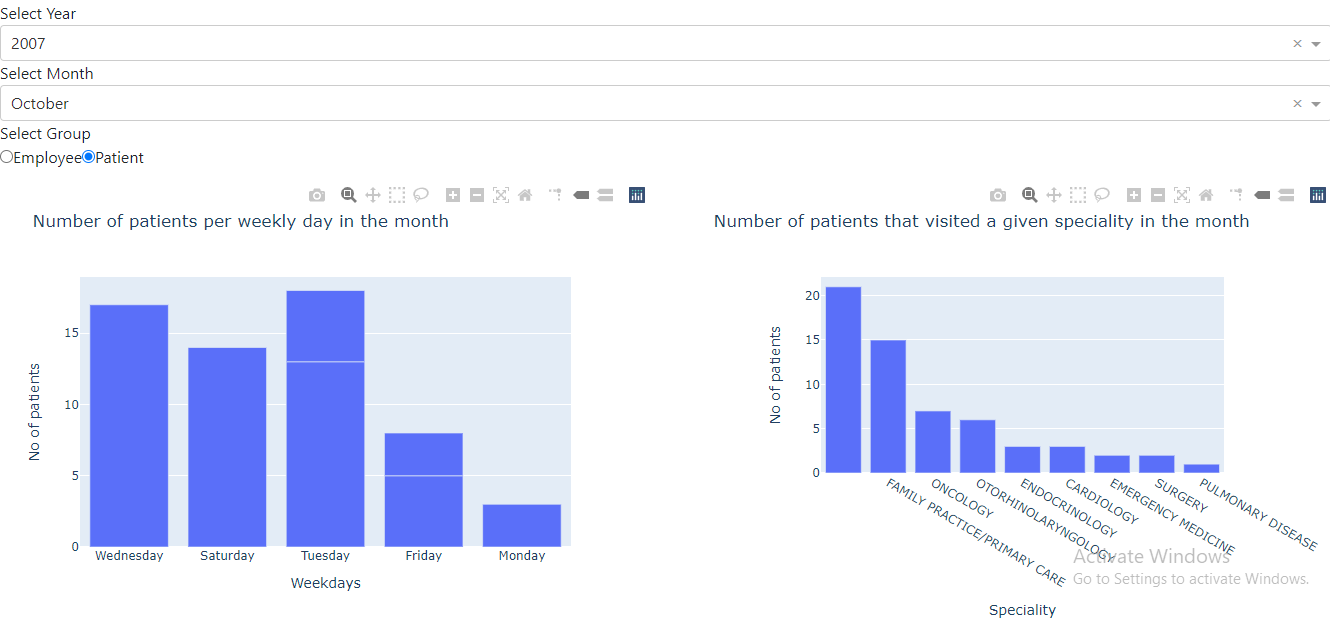 Select Year
2007
Select Month
October
Select Group
Employee Patient
Number of patients per weekly day in the month
No of patients
15
10
5
0
Wednesday Saturday Tuesday Friday Monday
Weekdays
Number of patients that visited a given speciality in the month
No of patients
20
15
10
5
0
FAMILY PRACTICE/PRIMARY CARE
ONCOLOGY
OTORHINOLARYNGOLOGY
ENDOCRINOLOGY
CARDIOLOGY
EMERGENCY MEDICINE
SURGERY
PULMONARY DISEASE
Speciality
Activate Windows
Go to Settings to activate Windows.